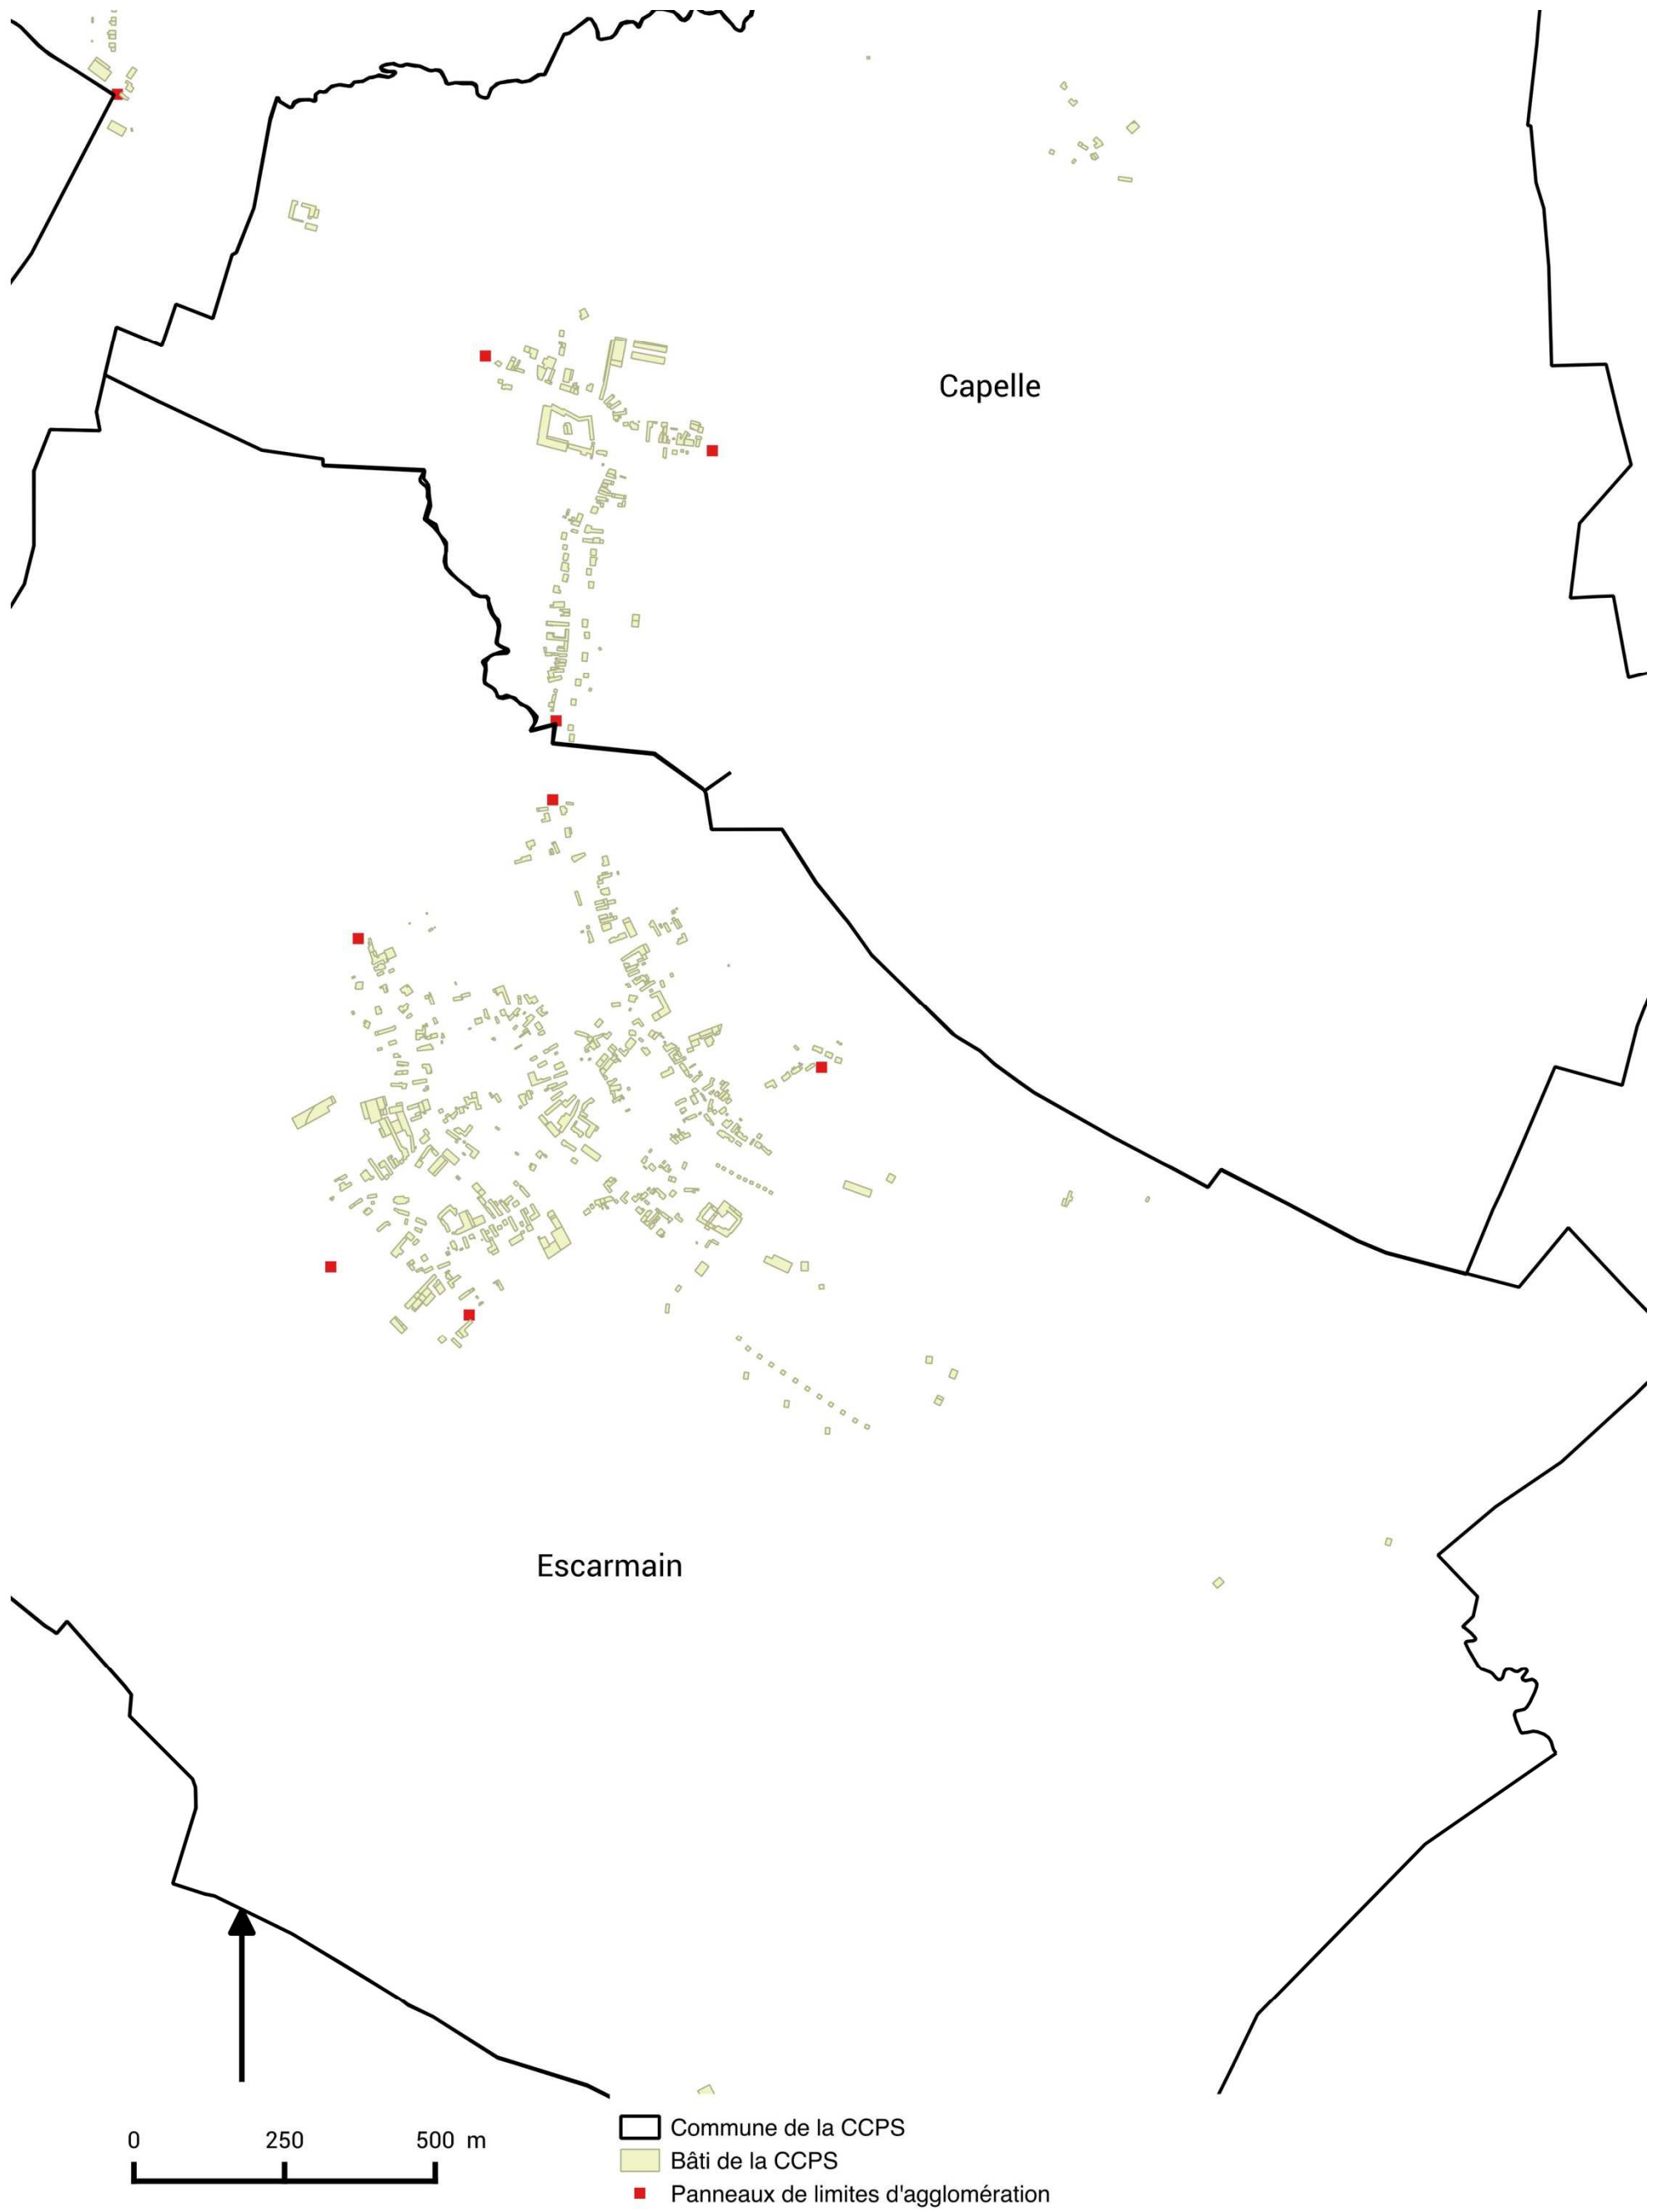 Capelle
Escarmain
0 250 500 m
Commune de la CCPS
Bâti de la CCPS
Panneaux de limites d'agglomération